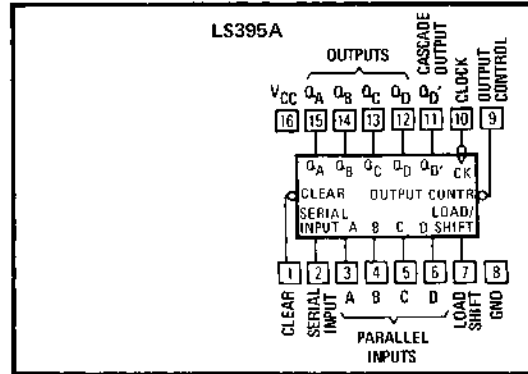 LS395A
OUTPUTS
CASCADE
OUTPUT
CLOCK
OUTPUT
CONTROL
VCC QA QB QC QD QD'
16 15 14 13 12 11 10 9
QA QB QC QD QD' CK
CLEAR OUTPUT CONTR
SERIAL
INPUT A B C D LOAD/
SHIFT
1 2 3 4 5 6 7 8
CLEAR
SERIAL
INPUT
A B C D
LOAD
SHIFT
GND
PARALLEL
INPUTS